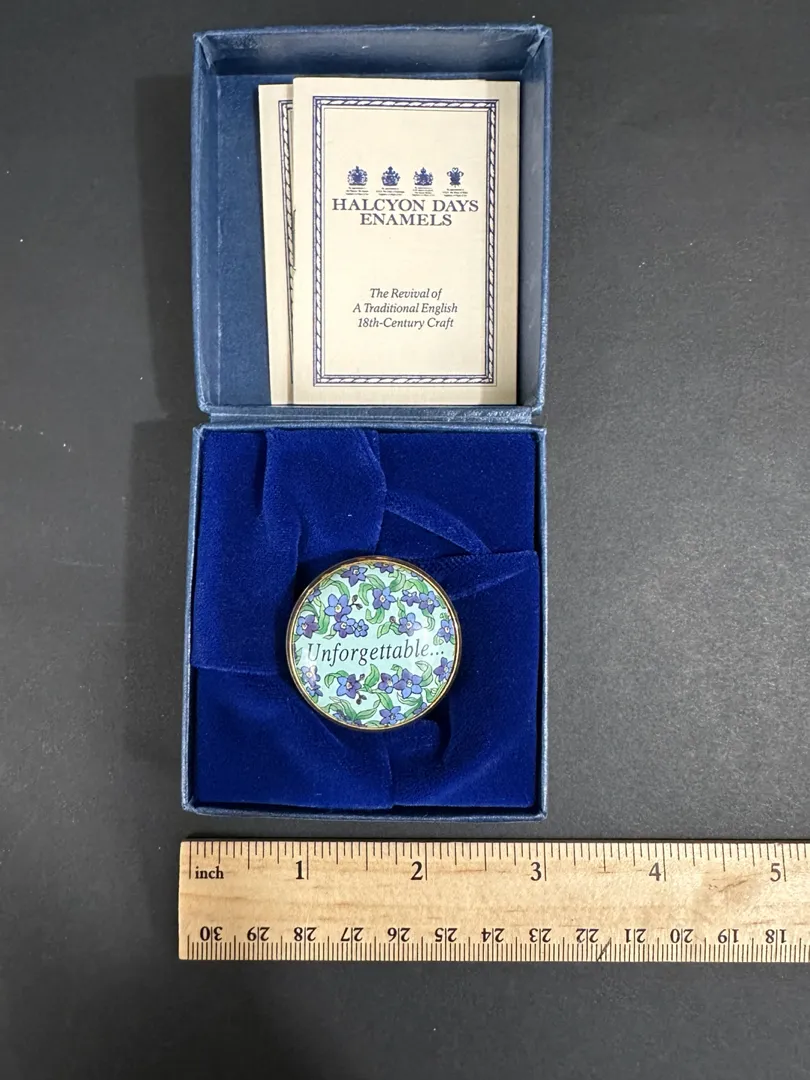 HALCYON DAYS
ENAMELS
The Revival of
A Traditional English
18th-Century Craft
Unforgettable...
inch 1 2 3 4 5
30 29 28 27 26 25 24 23 22 21 20 19 18